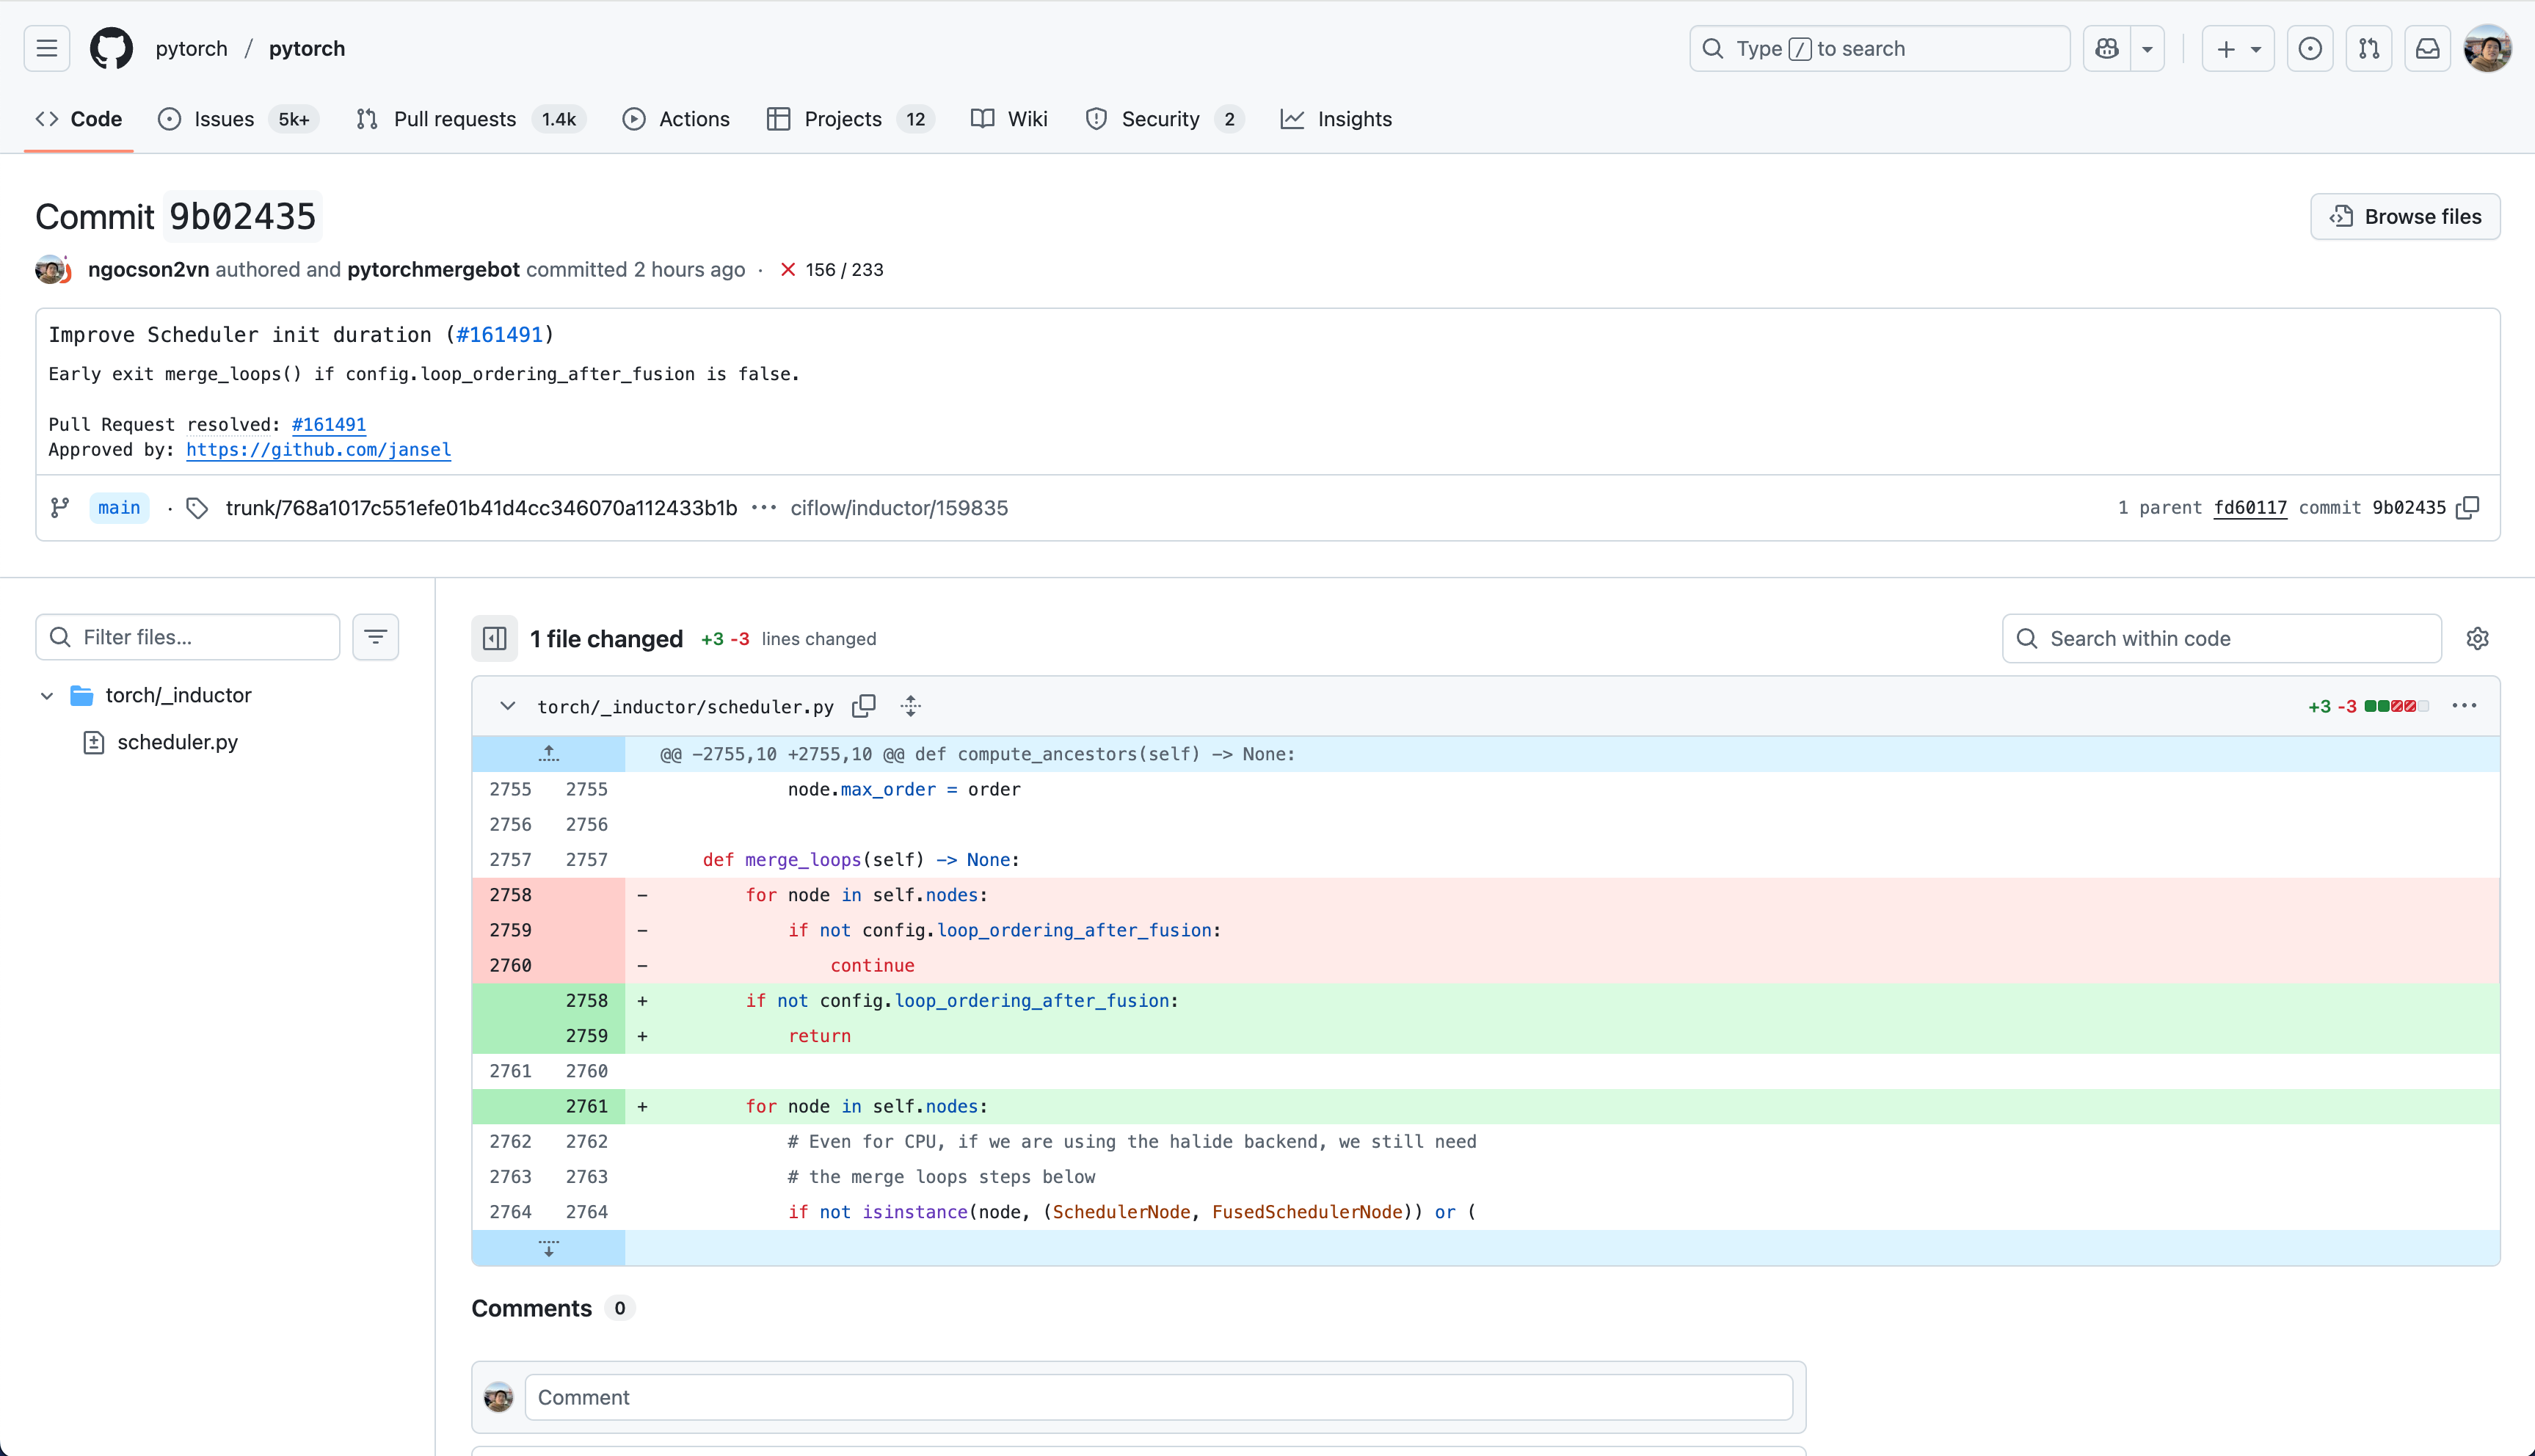 pytorch / pytorch
Type / to search
Code
Issues 5k+
Pull requests 1.4k
Actions
Projects 12
Wiki
Security 2
Insights
Commit 9b02435
Browse files
ngocson2vn authored and pytorchmergebot committed 2 hours ago · 156 / 233
Improve Scheduler init duration (#161491)
Early exit merge_loops() if config.loop_ordering_after_fusion is false.
Pull Request resolved: #161491
Approved by: https://github.com/jansel
main · trunk/768a1017c551efe01b41d4cc346070a112433b1b ··· ciflow/inductor/159835
1 parent fd60117 commit 9b02435
Filter files...
torch/_inductor
scheduler.py
1 file changed +3 -3 lines changed
Search within code
torch/_inductor/scheduler.py
+3 -3
@@ -2755,10 +2755,10 @@ def compute_ancestors(self) -> None:
2755 2755 node.max_order = order
2756 2756
2757 2757 def merge_loops(self) -> None:
2758 - for node in self.nodes:
2759 - if not config.loop_ordering_after_fusion:
2760 - continue
2758 + if not config.loop_ordering_after_fusion:
2759 + return
2761 2760
2761 + for node in self.nodes:
2762 2762 # Even for CPU, if we are using the halide backend, we still need
2763 2763 # the merge loops steps below
2764 2764 if not isinstance(node, (SchedulerNode, FusedSchedulerNode)) or (
Comments 0
Comment